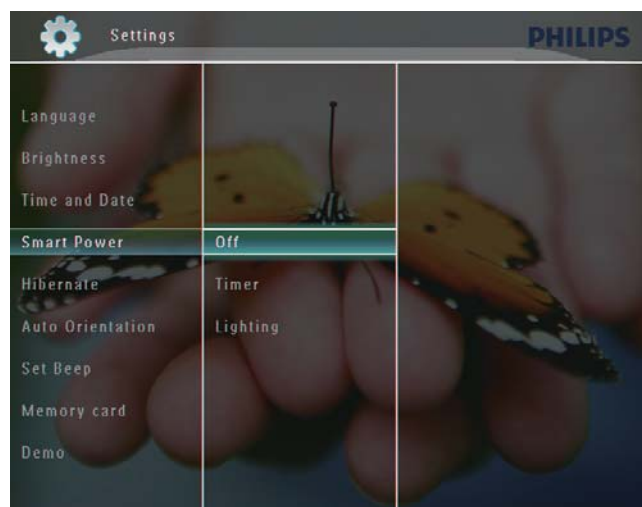 Settings
PHILIPS
Language
Brightness
Time and Date
Smart Power
Off
Hibernate
Timer
Auto Orientation
Lighting
Set Beep
Memory card
Demo